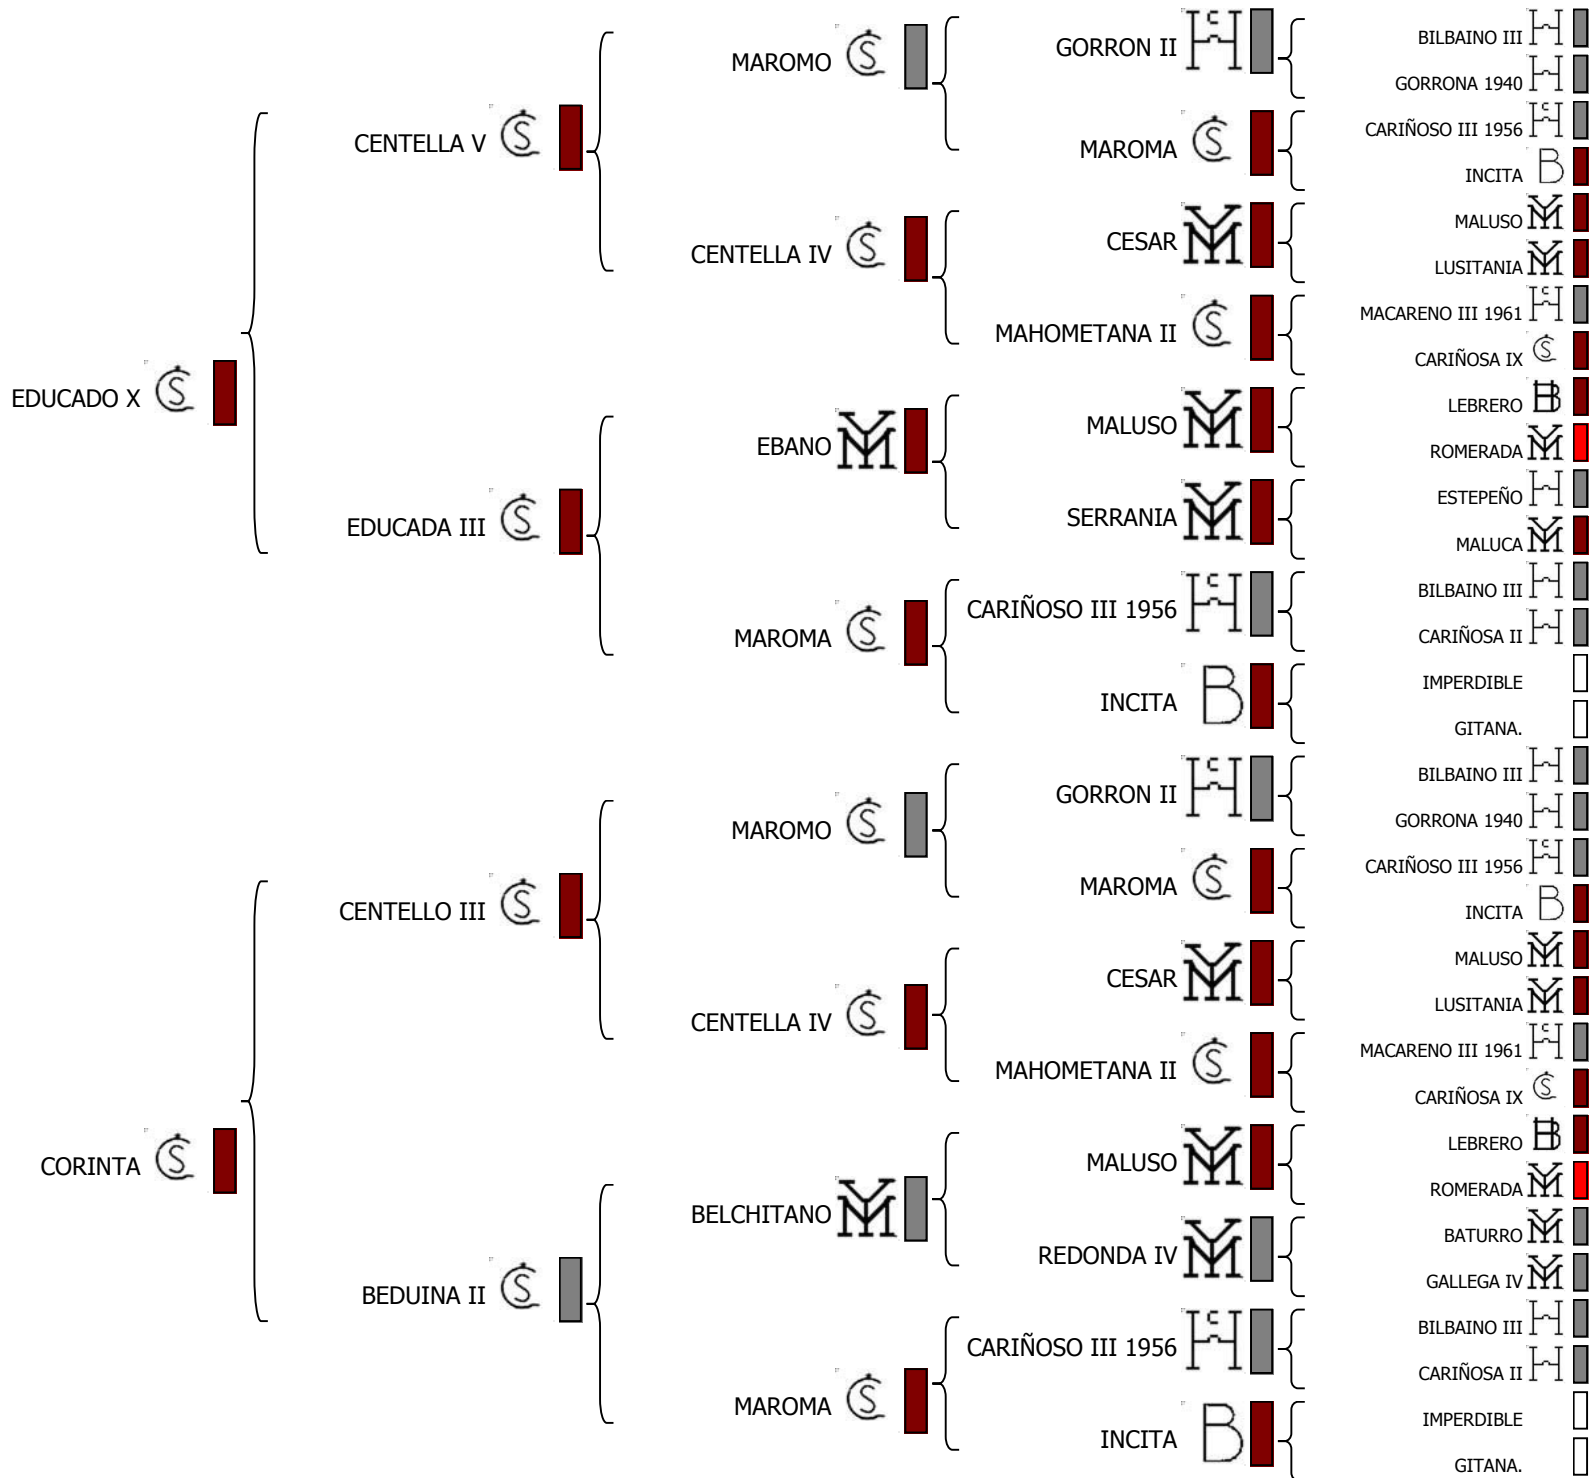 EDUCADO X
CORINTA
CENTELLA V
EDUCADA III
CENTELLO III
BEDUINA II
MAROMO
CENTELLA IV
EBANO
MAROMA
MAROMO
CENTELLA IV
BELCHITANO
MAROMA
GORRON II
MAROMA
CESAR
MAHOMETANA II
MALUSO
SERRANIA
CARIÑOSO III 1956
INCITA
GORRON II
MAROMA
CESAR
MAHOMETANA II
MALUSO
REDONDA IV
CARIÑOSO III 1956
INCITA
BILBAINO III
GORRONA 1940
CARIÑOSO III 1956
INCITA
MALUSO
LUSITANIA
MACARENO III 1961
CARIÑOSA IX
LEBRERO
ROMERADA
ESTEPEÑO
MALUCA
BILBAINO III
CARIÑOSA II
IMPERDIBLE
GITANA.
BILBAINO III
GORRONA 1940
CARIÑOSO III 1956
INCITA
MALUSO
LUSITANIA
MACARENO III 1961
CARIÑOSA IX
LEBRERO
ROMERADA
BATURRO
GALLEGA IV
BILBAINO III
CARIÑOSA II
IMPERDIBLE
GITANA.